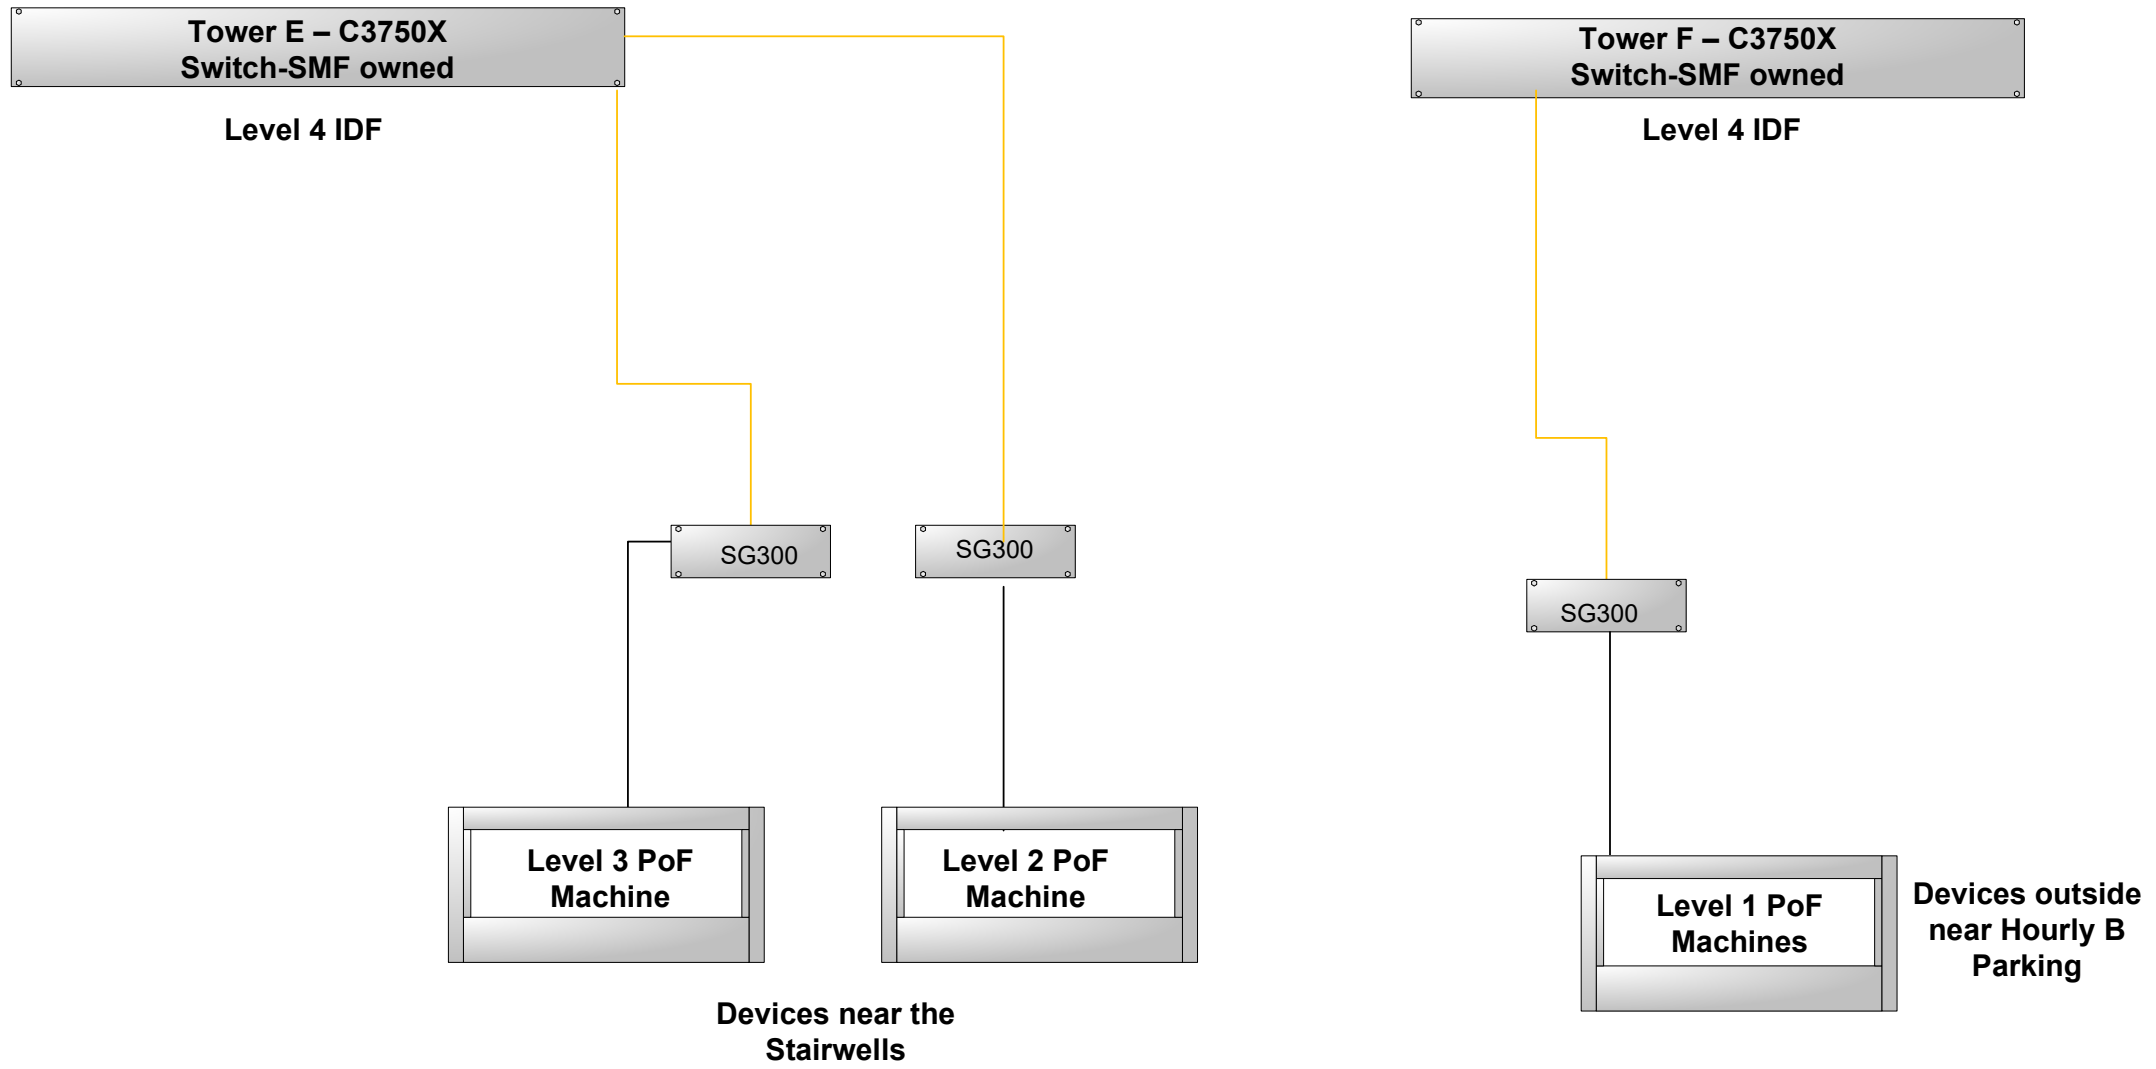 Tower E – C3750X
Switch-SMF owned
Level 4 IDF
Tower F – C3750X
Switch-SMF owned
Level 4 IDF
SG300
SG300
SG300
Level 3 PoF
Machine
Level 2 PoF
Machine
Level 1 PoF
Machines
Devices outside
near Hourly B
Parking
Devices near the
Stairwells